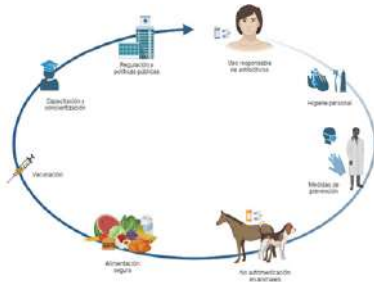 Regulación y
políticas públicas
Uso responsable
de antibióticos
Capacitación y
concientización
Higiene personal
Vacunación
Medidas de
prevención
Alimentación
segura
No automedicación
en animales